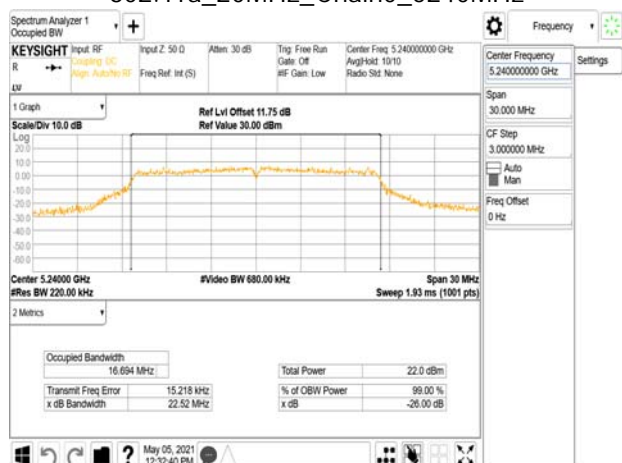 802.11a_20MHz_Chain0_5240MHz
Spectrum Analyzer 1
Occupied BW
Frequency
KEYSIGHT Input: RF Input Z: 50 Ω Atten: 30 dB Trig: Free Run Center Freq: 5.240000000 GHz
R Coupling: DC Gate: Off Avg|Hold: 10/10
Align: Auto/No RF Freq Ref: Int (S) #IF Gain: Low Radio Std: None
Center Frequency
5.240000000 GHz
Settings
Span
30.000 MHz
CF Step
3.000000 MHz
Auto
Man
Freq Offset
0 Hz
1 Graph
Ref Lvl Offset 11.75 dB
Scale/Div 10.0 dB Ref Value 30.00 dBm
Log
20.0
10.0
0.00
-10.0
-20.0
-30.0
-40.0
-50.0
-60.0
Center 5.24000 GHz #Video BW 680.00 kHz Span 30 MHz
#Res BW 220.00 kHz Sweep 1.93 ms (1001 pts)
2 Metrics
Occupied Bandwidth
16.694 MHz
Total Power 22.0 dBm
Transmit Freq Error 15.218 kHz % of OBW Power 99.00 %
x dB Bandwidth 22.52 MHz x dB -26.00 dB
? May 05, 2021
12:32:40 PM